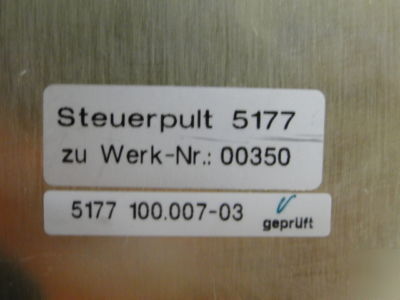 Steuerpult 5177
zu Werk-Nr.: 00350
5177 100.007-03 geprüft